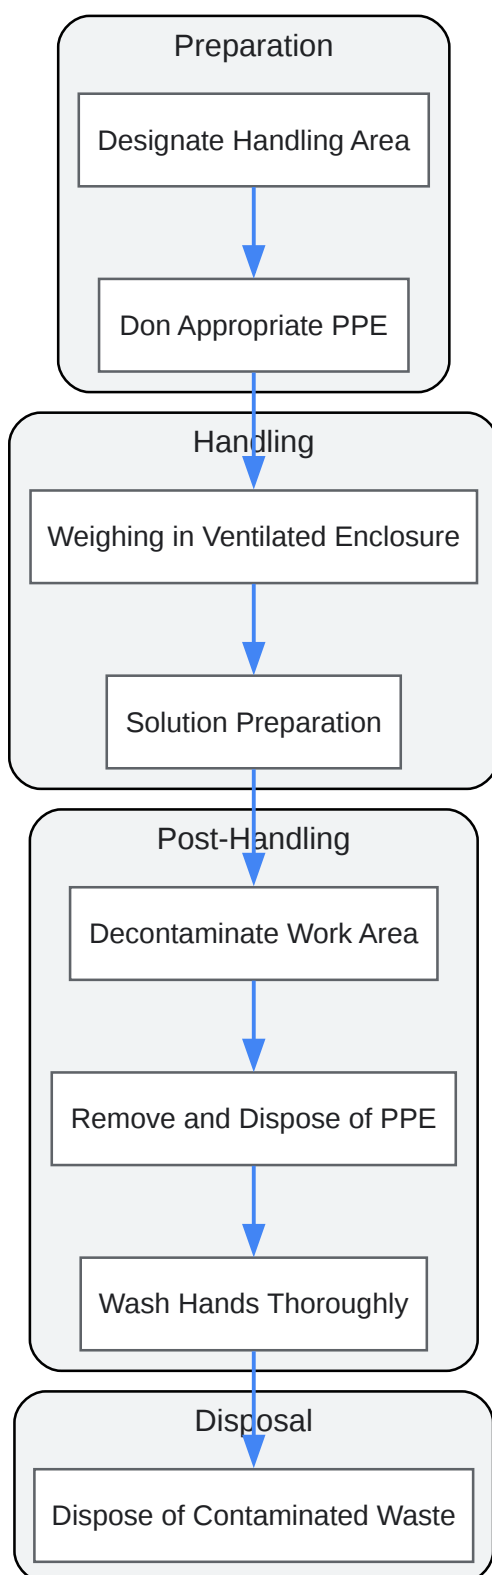 Preparation
Designate Handling Area
Don Appropriate PPE
Handling
Weighing in Ventilated Enclosure
Solution Preparation
Post-Handling
Decontaminate Work Area
Remove and Dispose of PPE
Wash Hands Thoroughly
Disposal
Dispose of Contaminated Waste